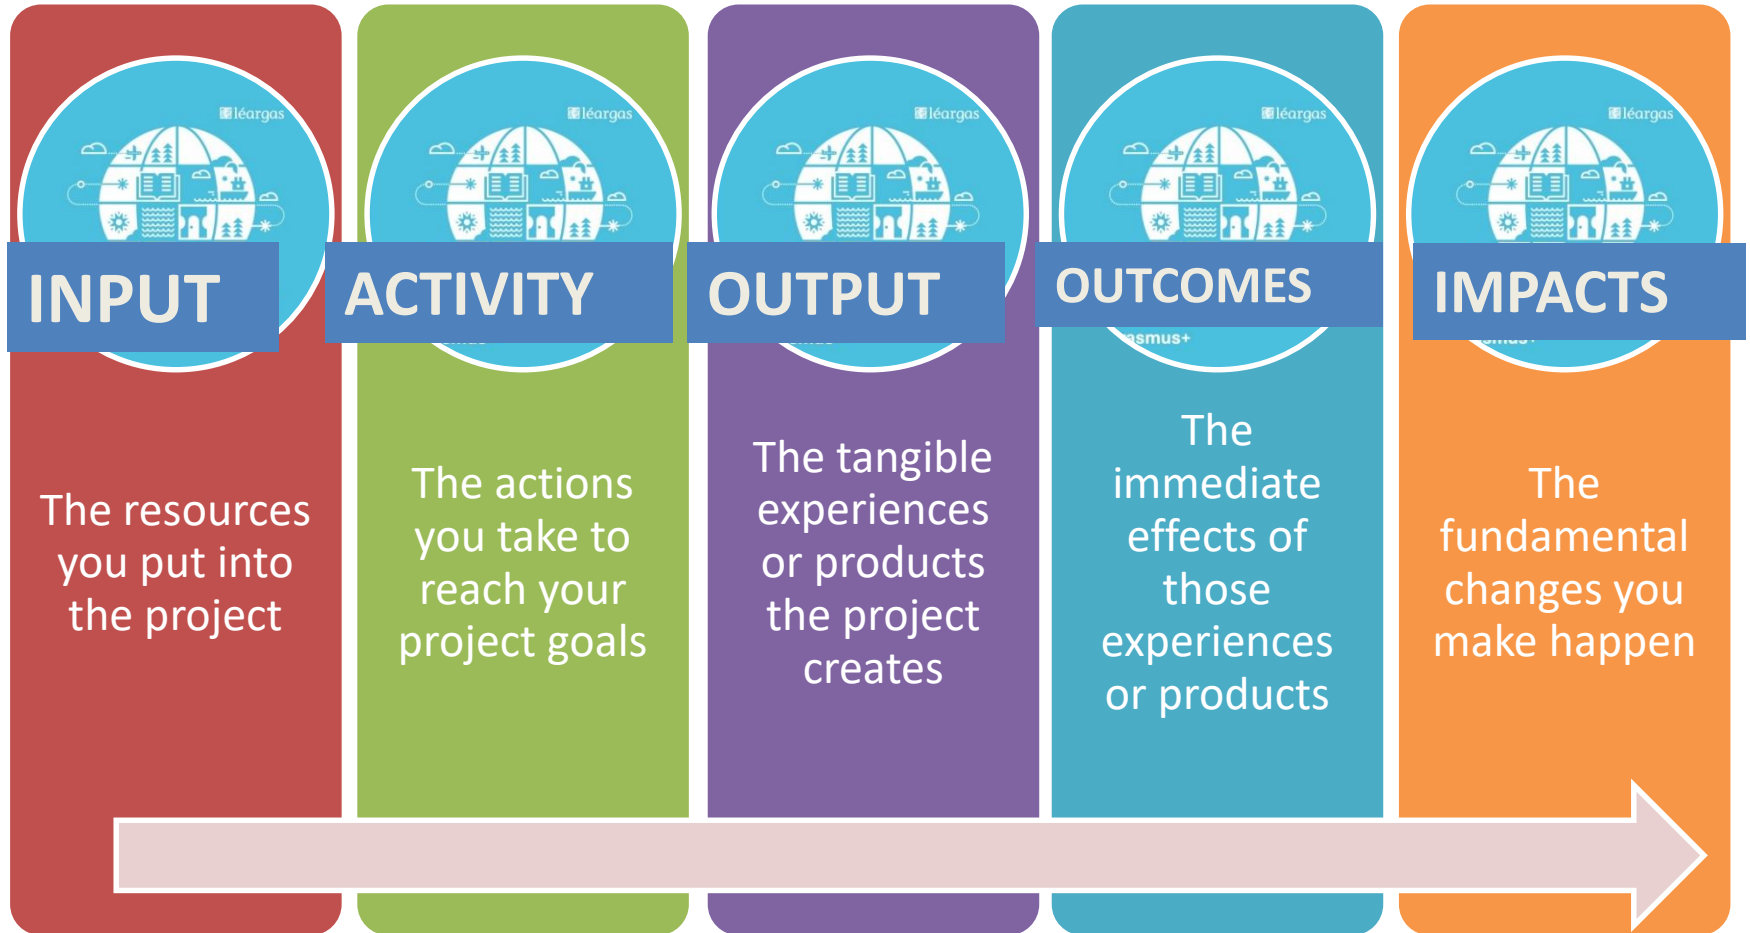 léargas
INPUT
The resources
you put into
the project
léargas
ACTIVITY
The actions
you take to
reach your
project goals
léargas
OUTPUT
The tangible
experiences
or products
the project
creates
léargas
OUTCOMES
asmus+
The
immediate
effects of
those
experiences
or products
léargas
IMPACTS
The
fundamental
changes you
make happen